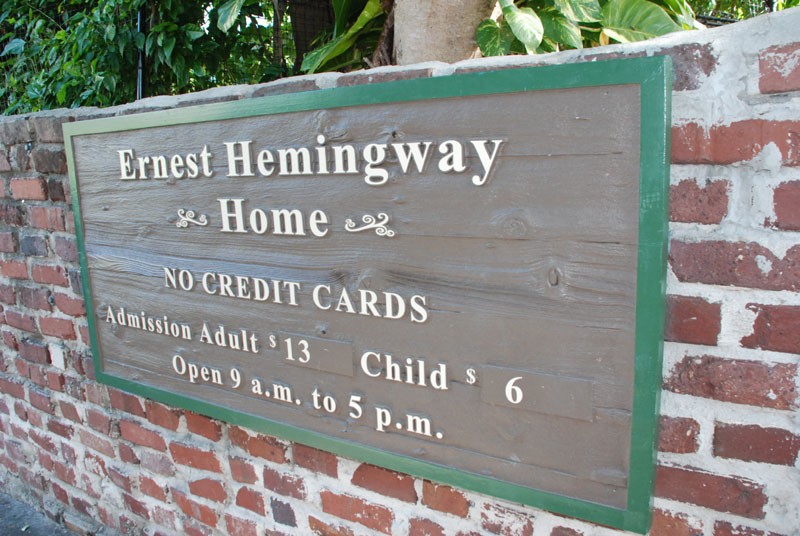 Ernest Hemingway
Home
NO CREDIT CARDS
Admission Adult $ 13 Child $ 6
Open 9 a.m. to 5 p.m.